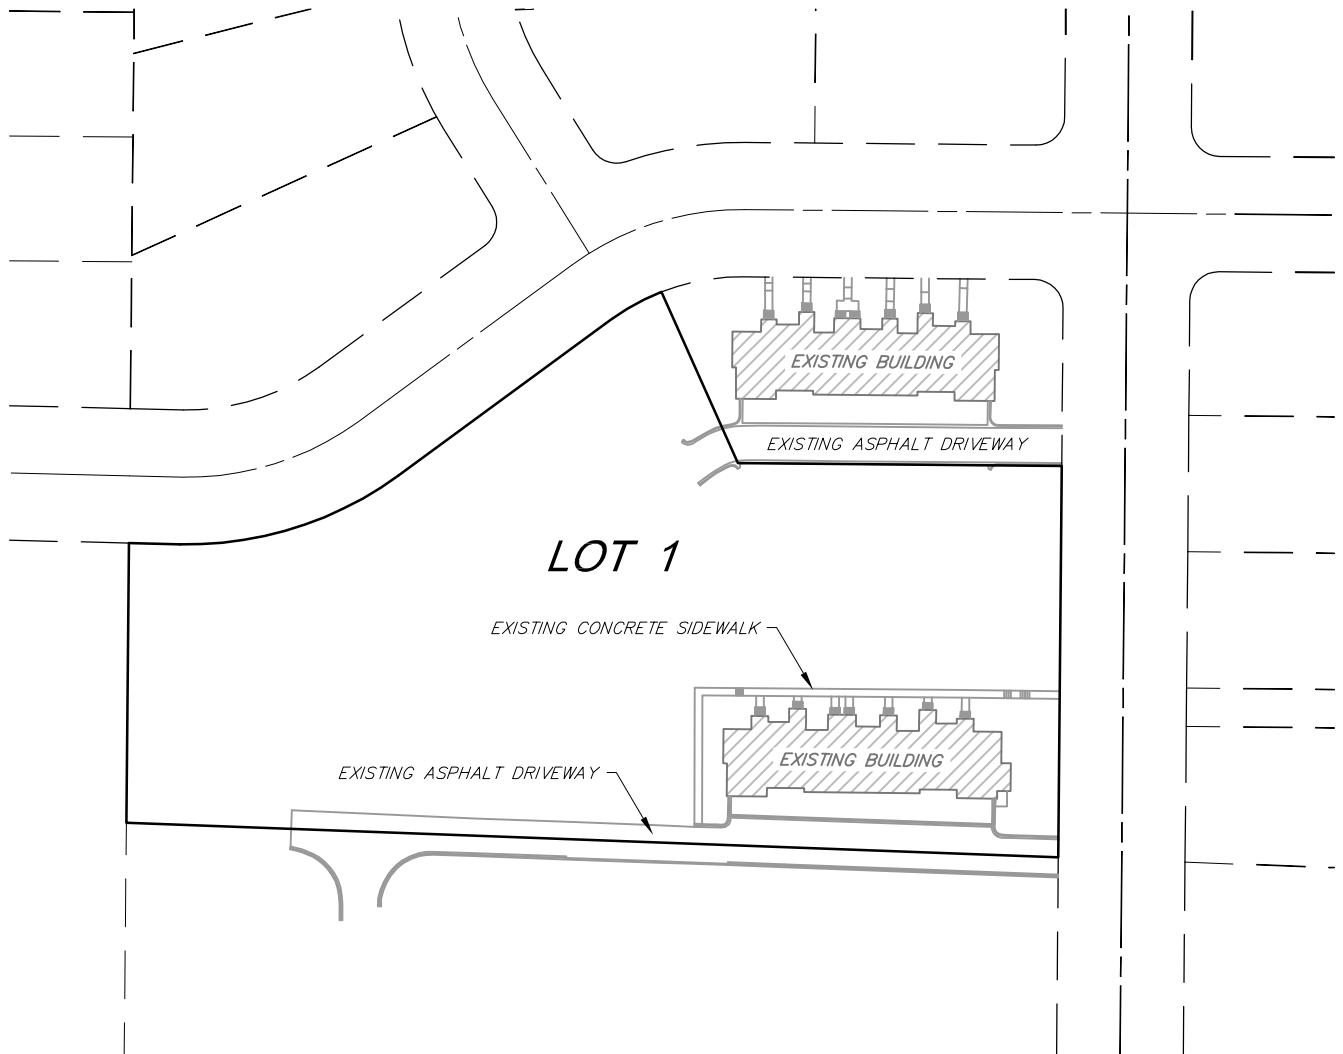 EXISTING BUILDING
EXISTING ASPHALT DRIVEWAY
LOT 1
EXISTING CONCRETE SIDEWALK
EXISTING BUILDING
EXISTING ASPHALT DRIVEWAY